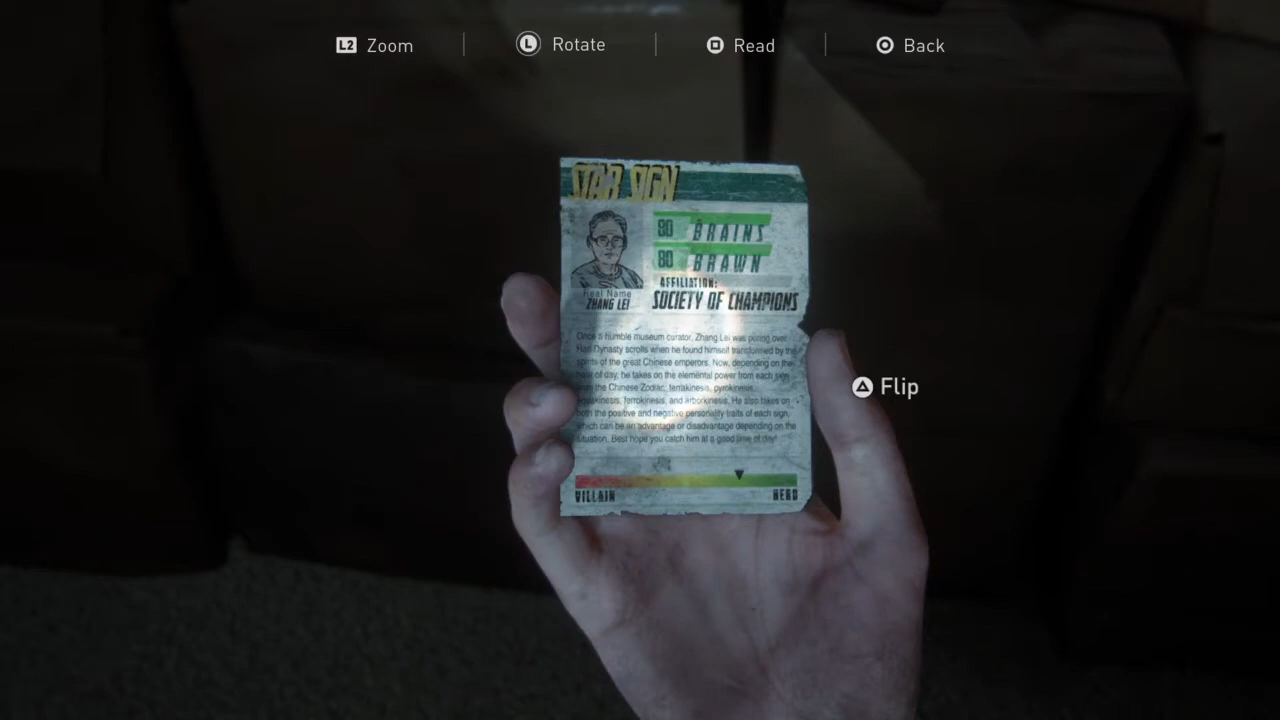 L2 Zoom
L Rotate
Read
Back
STAR SIGN
80 BRAINS
80 BRAWN
AFFILIATION:
SOCIETY OF CHAMPIONS
Real Name
ZHANG LEI
Once a humble museum curator, Zhang Lei was poring over
Han Dynasty scrolls when he found himself transformed by the
spirits of the great Chinese emperors. Now, depending on the
time of day, he takes on the elemental power from each sign
from the Chinese Zodiac: terrakinesis, pyrokinesis,
aquakinesis, ferrokinesis, and arborkinesis. He also takes on
both the positive and negative personality traits of each sign,
which can be an advantage or disadvantage depending on the
situation. Best hope you catch him at a good time of day!
VILLAIN
HERO
Flip